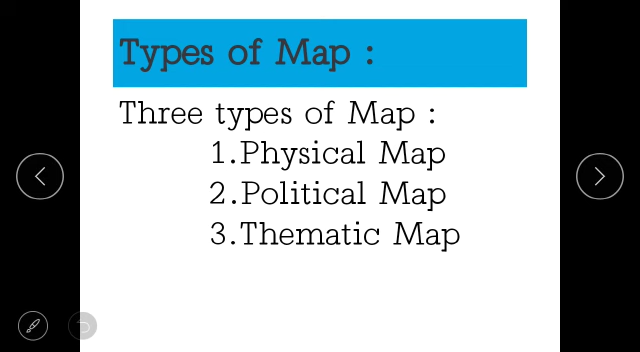 Types of Map :
Three types of Map :
1.Physical Map
2.Political Map
3.Thematic Map